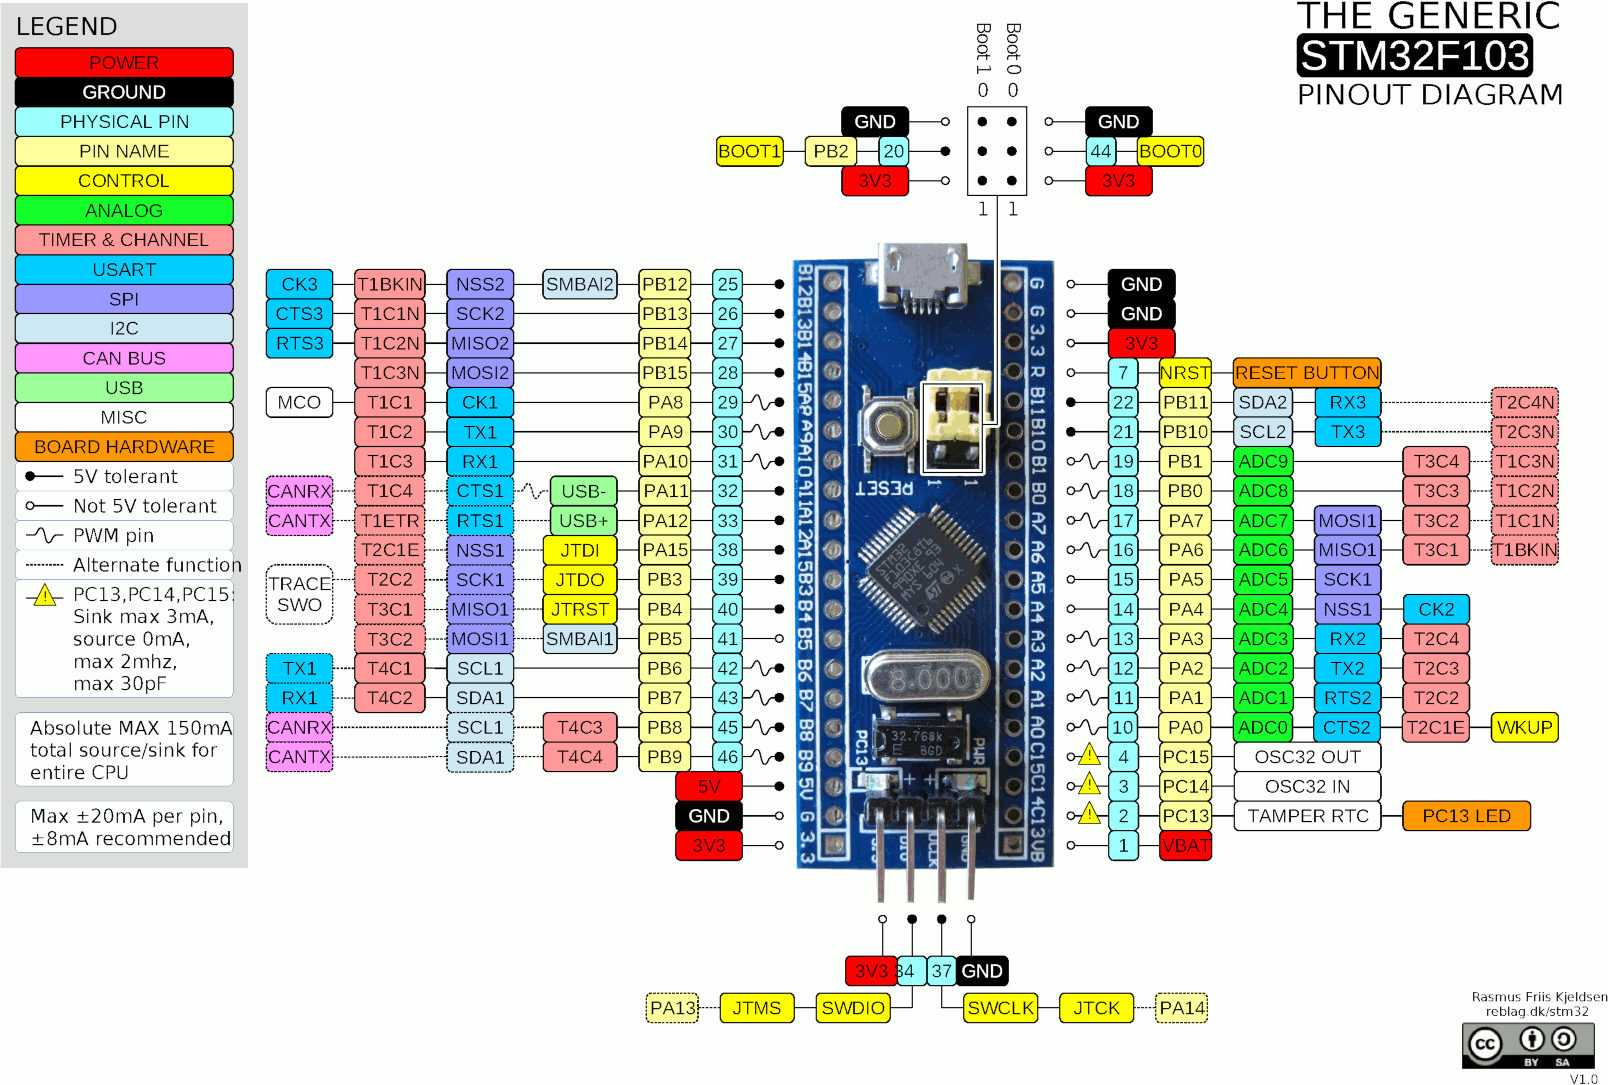 THE GENERIC
STM32F103
PINOUT DIAGRAM
LEGEND
POWER
GROUND
PHYSICAL PIN
PIN NAME
CONTROL
ANALOG
TIMER & CHANNEL
USART
SPI
I2C
CAN BUS
USB
MISC
BOARD HARDWARE
5V tolerant
Not 5V tolerant
PWM pin
Alternate function
PC13,PC14,PC15:
Sink max 3mA,
source 0mA,
max 2mhz,
max 30pF
Absolute MAX 150mA
total source/sink for
entire CPU
Max ±20mA per pin,
±8mA recommended
Boot1 Boot0
0 0
GND GND
BOOT1 PB2 20 44 BOOT0
3V3 3V3
1 1
CK3 T1BKIN NSS2 SMBAI2 PB12 25
CTS3 T1C1N SCK2 PB13 26
RTS3 T1C2N MISO2 PB14 27
T1C3N MOSI2 PB15 28
MCO T1C1 CK1 PA8 29
T1C2 TX1 PA9 30
T1C3 RX1 PA10 31
CANRX T1C4 CTS1 USB- PA11 32
CANTX T1ETR RTS1 USB+ PA12 33
T2C1E NSS1 JTDI PA15 38
TRACE SWO T2C2 SCK1 JTDO PB3 39
T3C1 MISO1 JTRST PB4 40
T3C2 MOSI1 SMBAI1 PB5 41
TX1 T4C1 SCL1 PB6 42
RX1 T4C2 SDA1 PB7 43
CANRX SCL1 T4C3 PB8 45
CANTX SDA1 T4C4 PB9 46
5V
GND
3V3
B12 B13 B14 B15 A8 A9 A10 A11 A12 A15 B3 B4 B5 B6 B7 B8 B9 5V G 3.3
RESET
1 1
8.000
32.768k
E BGD
PC13 PWR
G G 3.3 R B11 B10 B1 B0 A7 A6 A5 A4 A3 A2 A1 A0 C15 C14 C13 VB
GND
GND
3V3
7 NRST RESET BUTTON
22 PB11 SDA2 RX3 T2C4N
21 PB10 SCL2 TX3 T2C3N
19 PB1 ADC9 T3C4 T1C3N
18 PB0 ADC8 T3C3 T1C2N
17 PA7 ADC7 MOSI1 T3C2 T1C1N
16 PA6 ADC6 MISO1 T3C1 T1BKIN
15 PA5 ADC5 SCK1
14 PA4 ADC4 NSS1 CK2
13 PA3 ADC3 RX2 T2C4
12 PA2 ADC2 TX2 T2C3
11 PA1 ADC1 RTS2 T2C2
10 PA0 ADC0 CTS2 T2C1E WKUP
4 PC15 OSC32 OUT
3 PC14 OSC32 IN
2 PC13 TAMPER RTC PC13 LED
1 VBAT
3V3 34 37 GND
PA13 JTMS SWDIO SWCLK JTCK PA14
Rasmus Friis Kjeldsen
reblag.dk/stm32
cc BY SA
V1.0